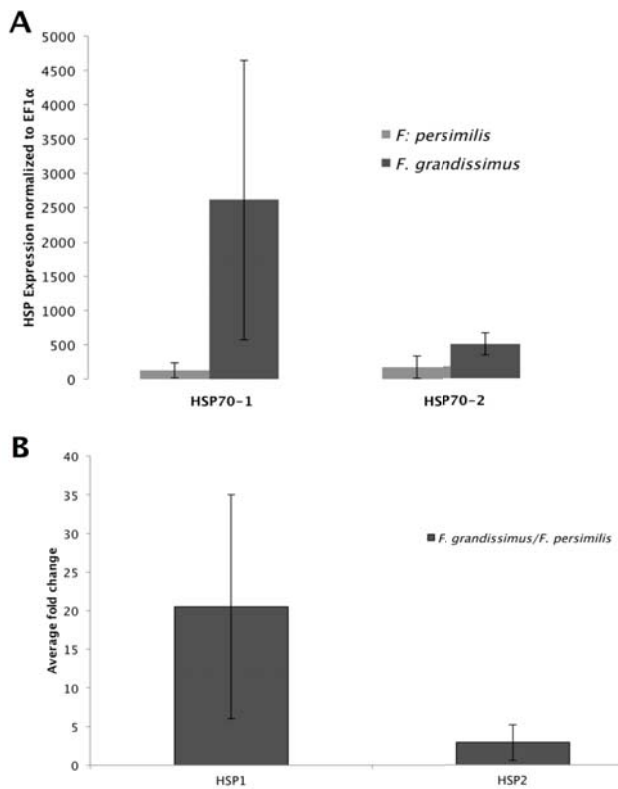 A
HSP Expression normalized to EF1α
5000
4500
4000
3500
3000
2500
2000
1500
1000
500
0
F: persimilis
F. grandissimus
HSP70-1
HSP70-2
B
Average fold change
40
35
30
25
20
15
10
5
0
F. grandissimus/F. persimilis
HSP1
HSP2